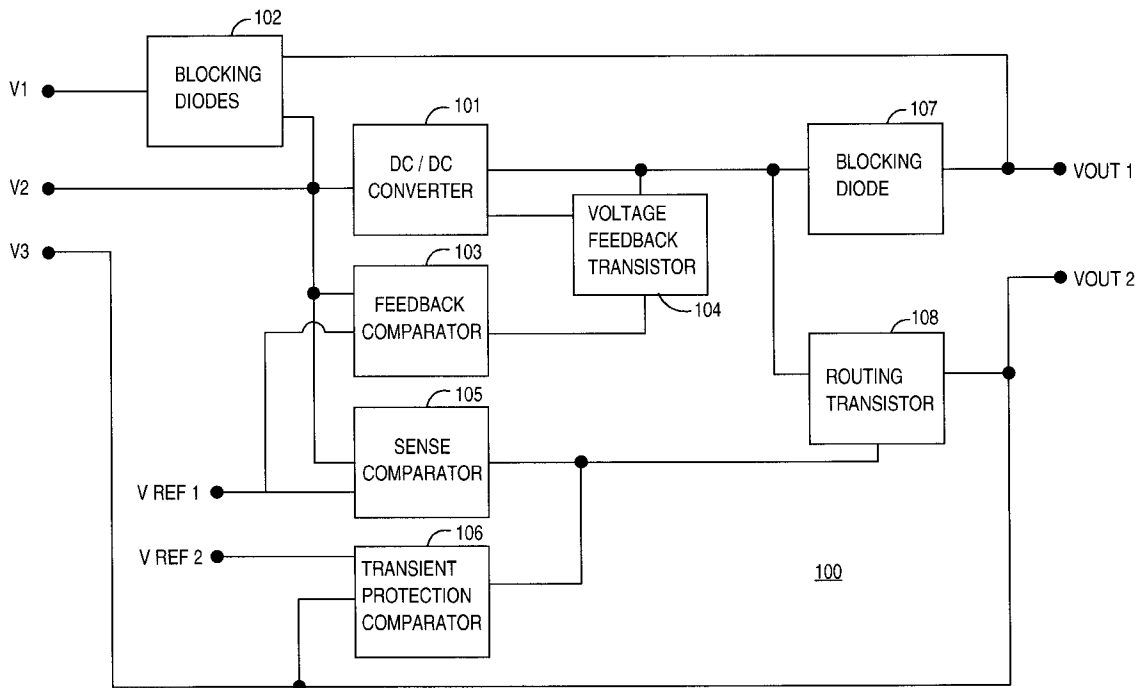 102
BLOCKING
DIODES
V1
101
DC / DC
CONVERTER
107
BLOCKING
DIODE
VOUT 1
V2
VOLTAGE
FEEDBACK
TRANSISTOR
104
V3
103
FEEDBACK
COMPARATOR
VOUT 2
108
ROUTING
TRANSISTOR
105
SENSE
COMPARATOR
V REF 1
106
TRANSIENT
PROTECTION
COMPARATOR
V REF 2
100